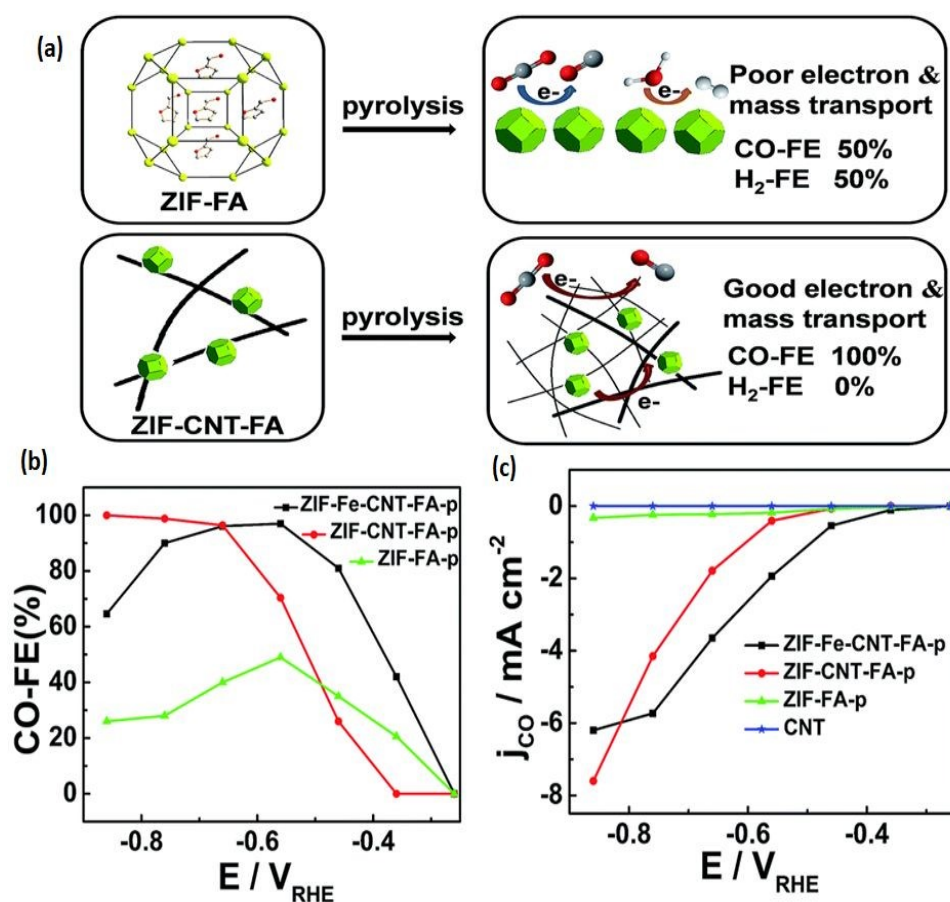 (a)
ZIF-FA
pyrolysis
e-
e-
Poor electron &
mass transport
CO-FE 50%
H₂-FE 50%
ZIF-CNT-FA
pyrolysis
e-
e-
Good electron &
mass transport
CO-FE 100%
H₂-FE 0%
(b)
CO-FE(%)
100
80
60
40
20
0
ZIF-Fe-CNT-FA-p
ZIF-CNT-FA-p
ZIF-FA-p
-0.8
-0.6
-0.4
E / V_RHE
(c)
j_CO / mA cm⁻²
0
-2
-4
-6
-8
ZIF-Fe-CNT-FA-p
ZIF-CNT-FA-p
ZIF-FA-p
CNT
-0.8
-0.6
-0.4
E / V_RHE